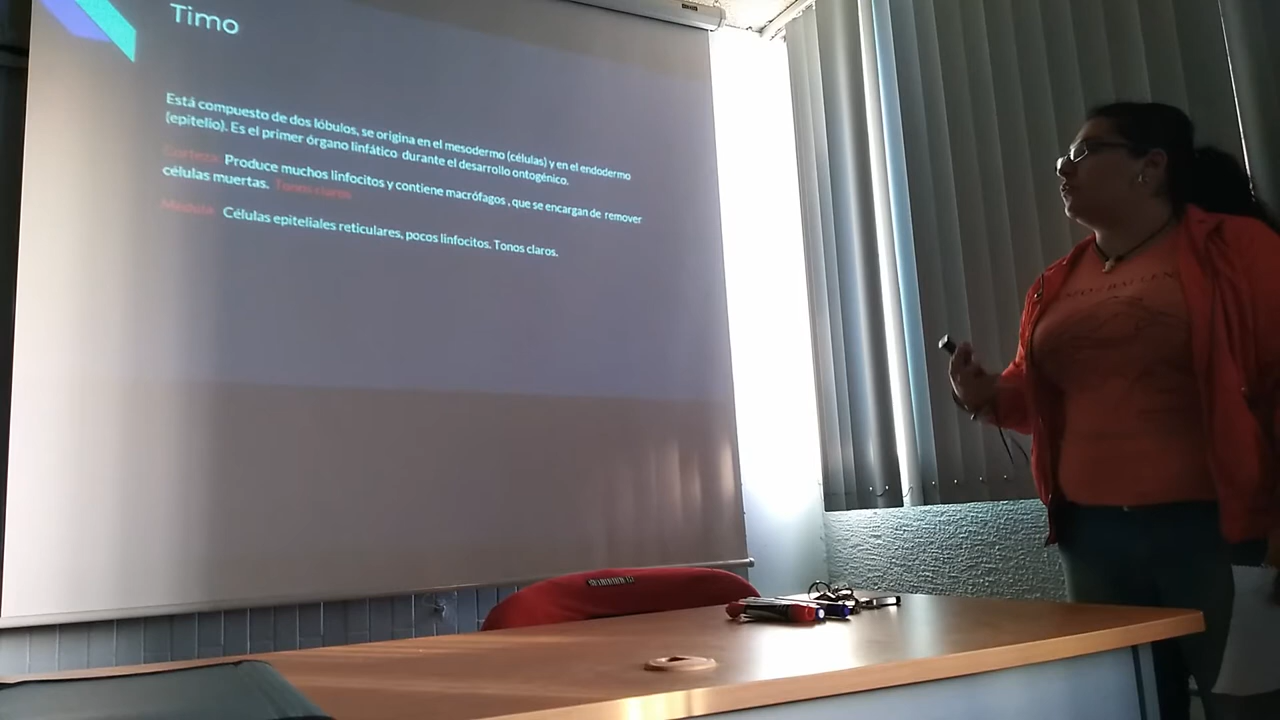 Timo
Está compuesto de dos lóbulos, se origina en el mesodermo (células) y en el endodermo
(epitelio). Es el primer órgano linfático durante el desarrollo ontogénico.
Corteza: Produce muchos linfocitos y contiene macrófagos , que se encargan de remover
células muertas. Tonos claros
Médula: Células epiteliales reticulares, pocos linfocitos. Tonos claros.